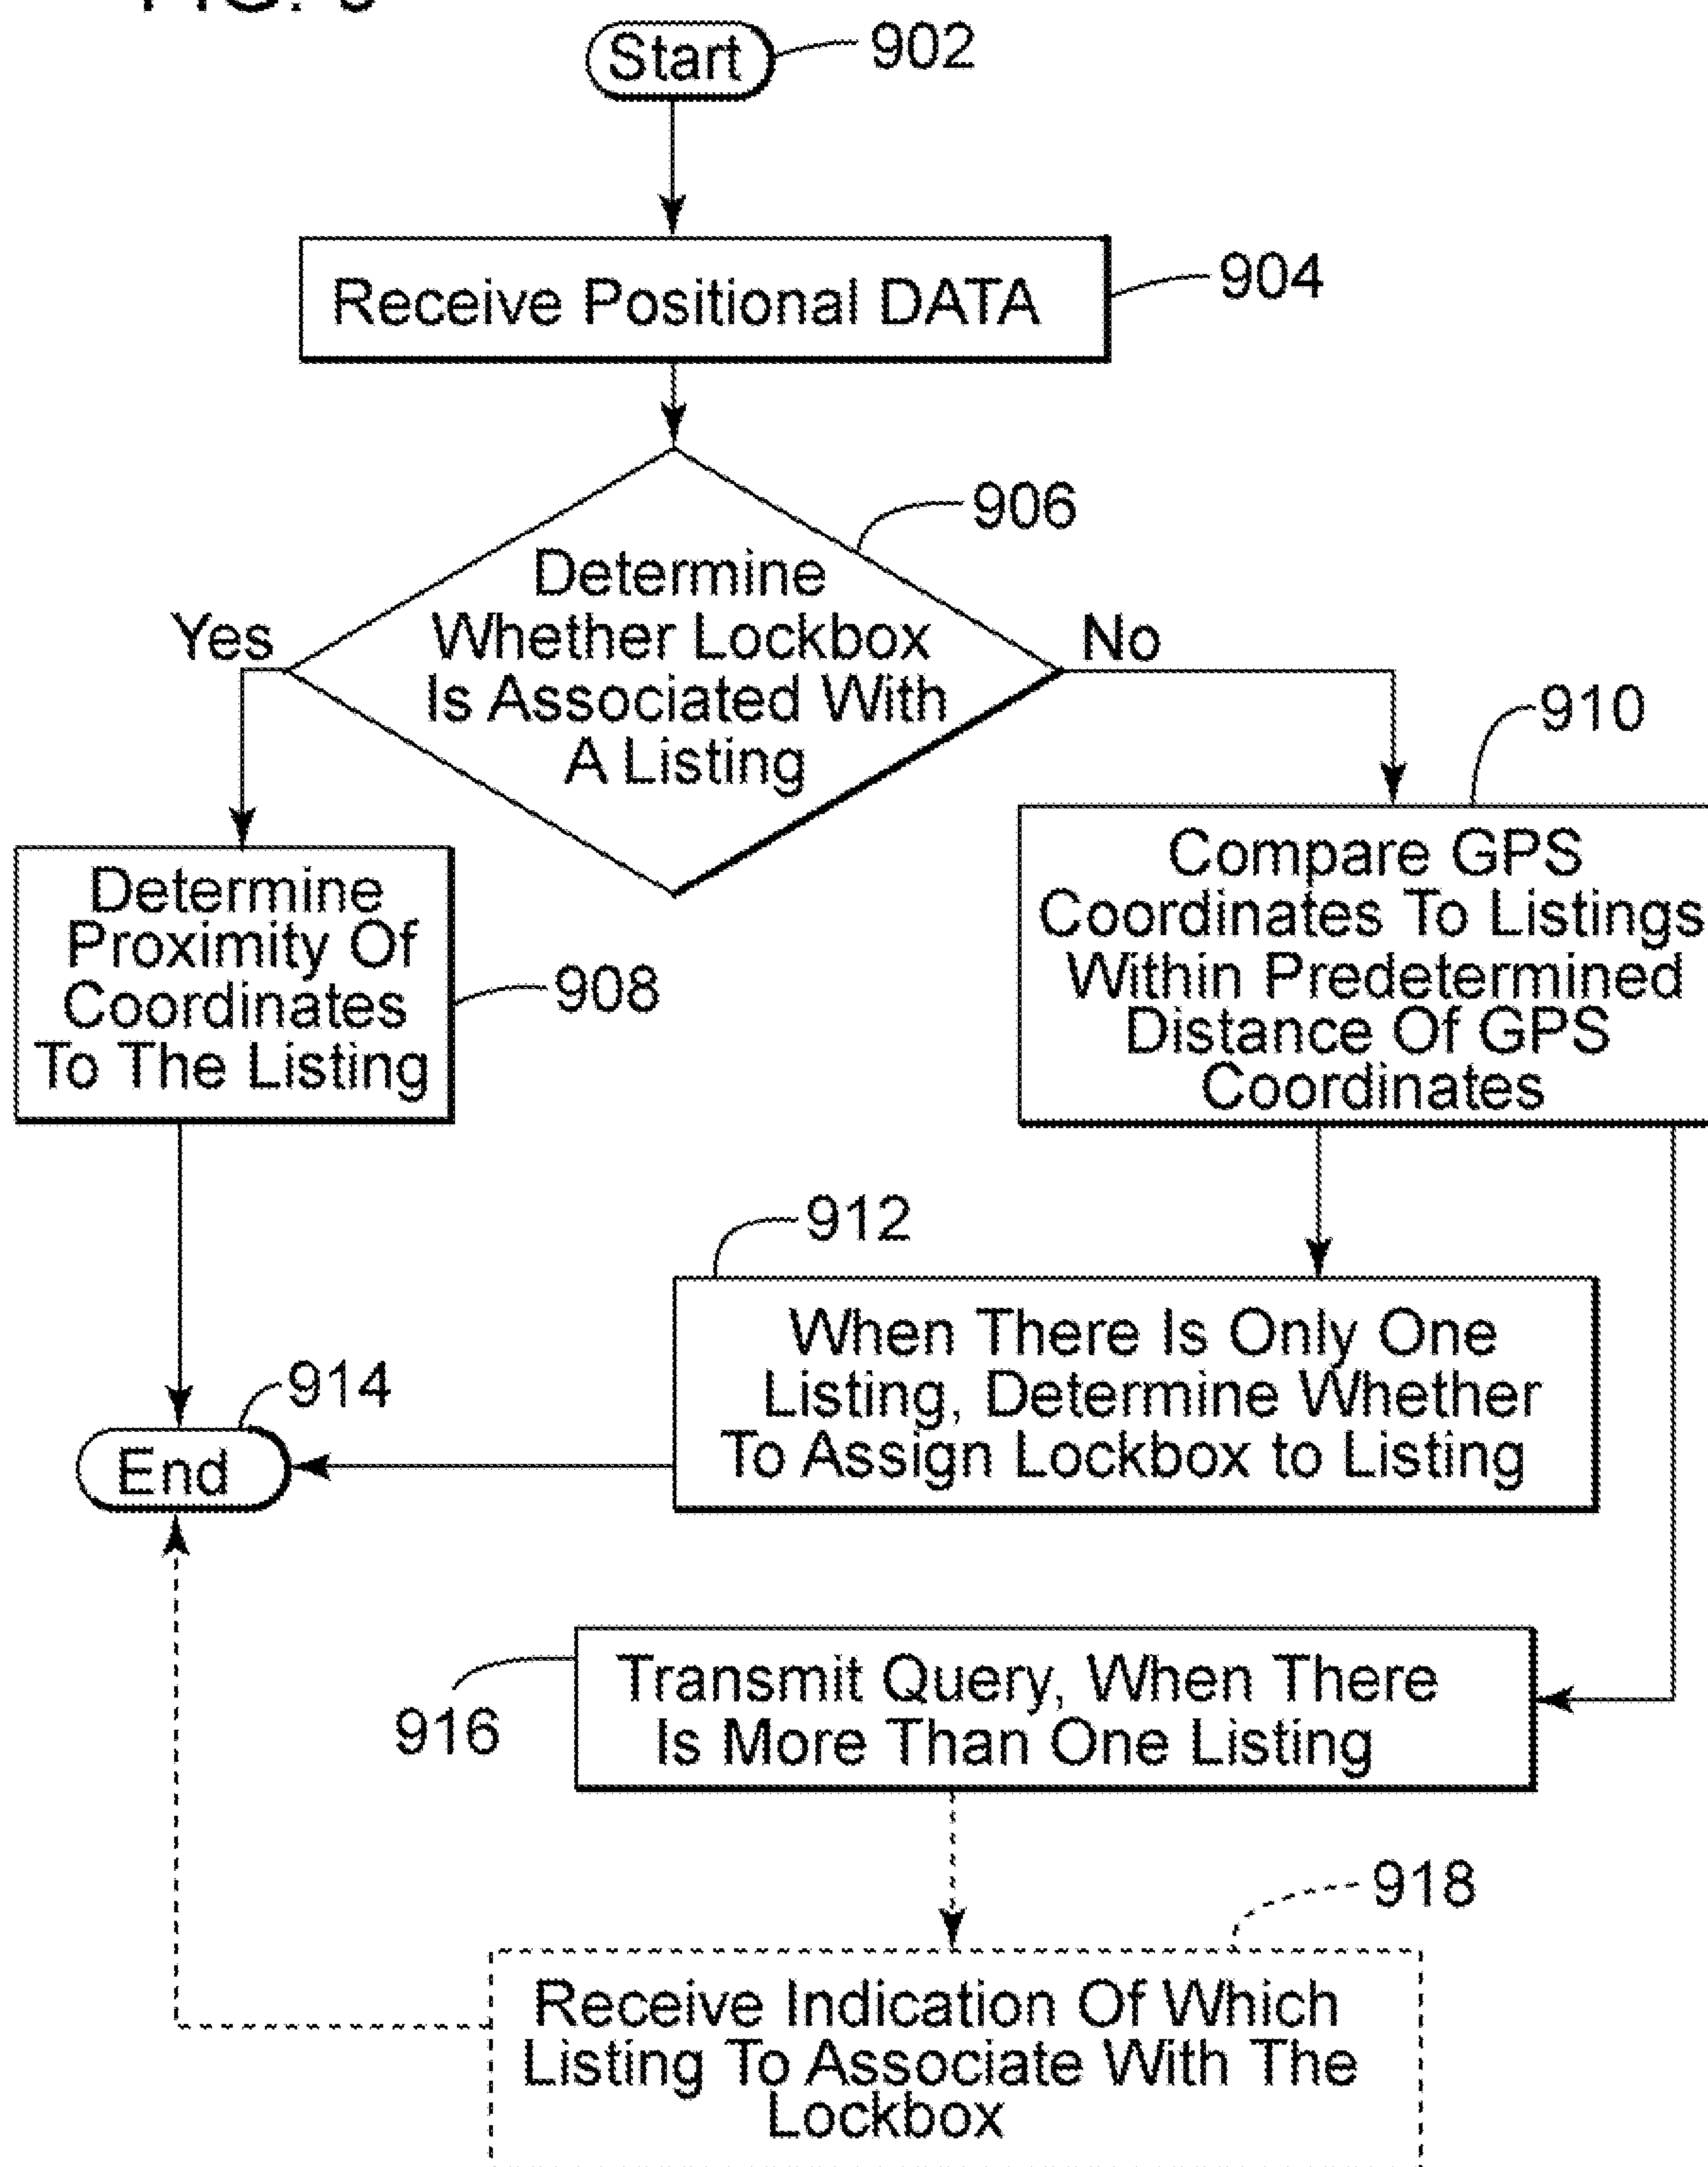 Start
902
Receive Positional DATA
904
906
Determine
Whether Lockbox
Is Associated With
A Listing
Yes
No
910
Determine
Proximity Of
Coordinates
To The Listing
908
Compare GPS
Coordinates To Listings
Within Predetermined
Distance Of GPS
Coordinates
912
When There Is Only One
Listing, Determine Whether
To Assign Lockbox to Listing
914
End
Transmit Query, When There
Is More Than One Listing
916
918
Receive Indication Of Which
Listing To Associate With The
Lockbox